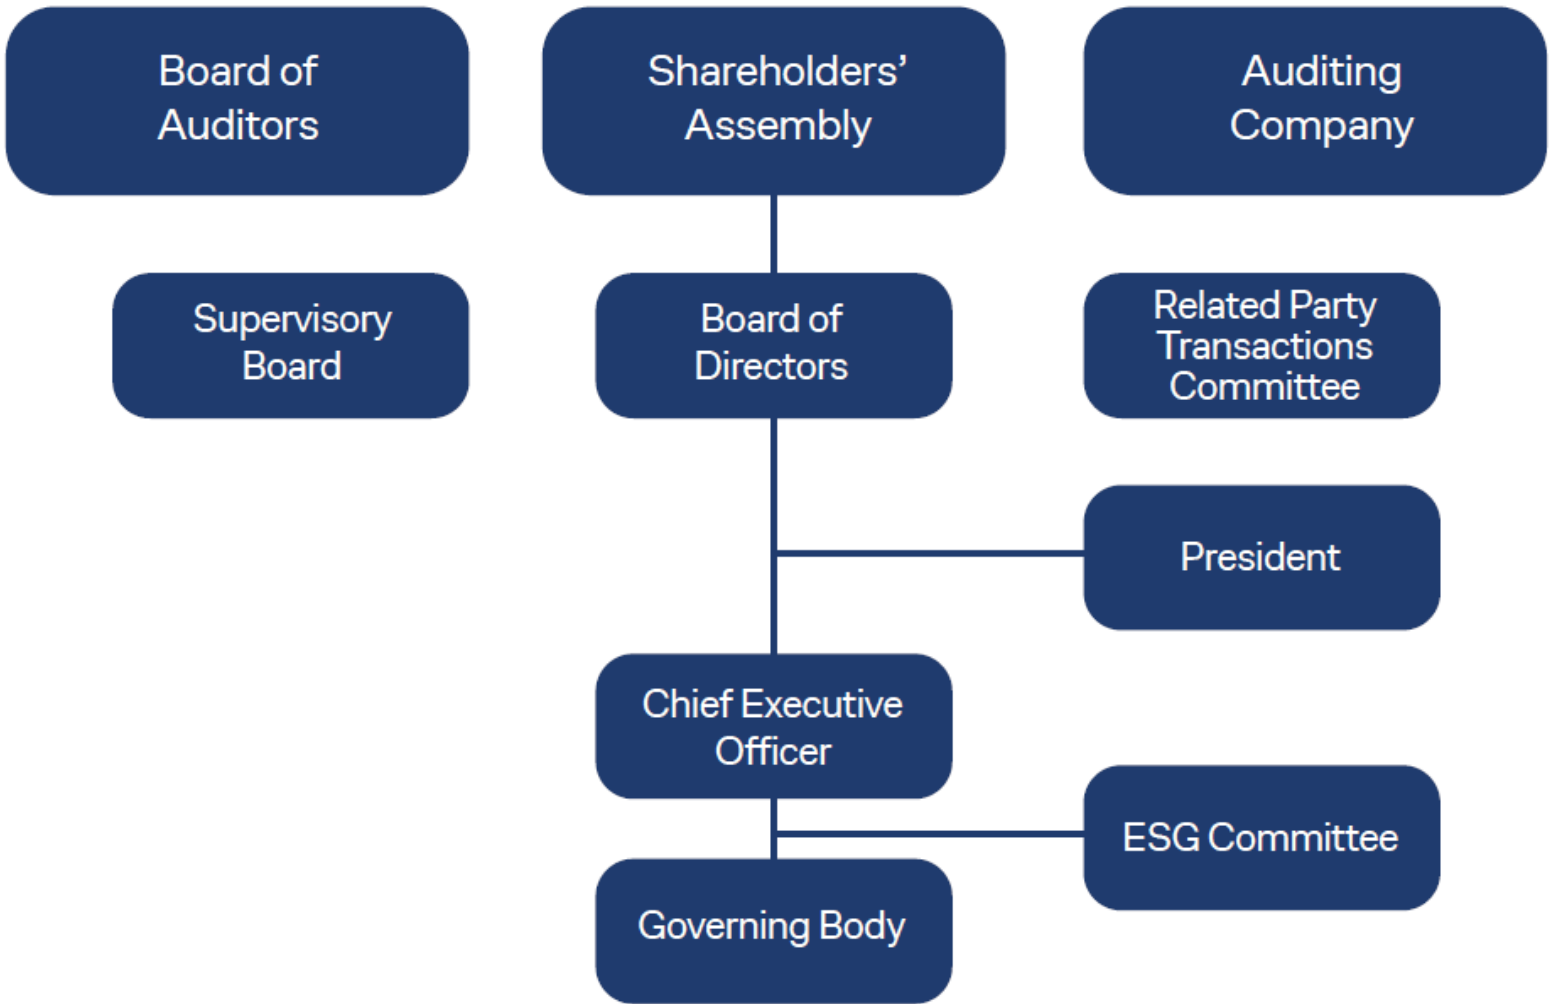 Board of
Auditors
Shareholders’
Assembly
Auditing
Company
Supervisory
Board
Board of
Directors
Related Party
Transactions
Committee
President
Chief Executive
Officer
ESG Committee
Governing Body